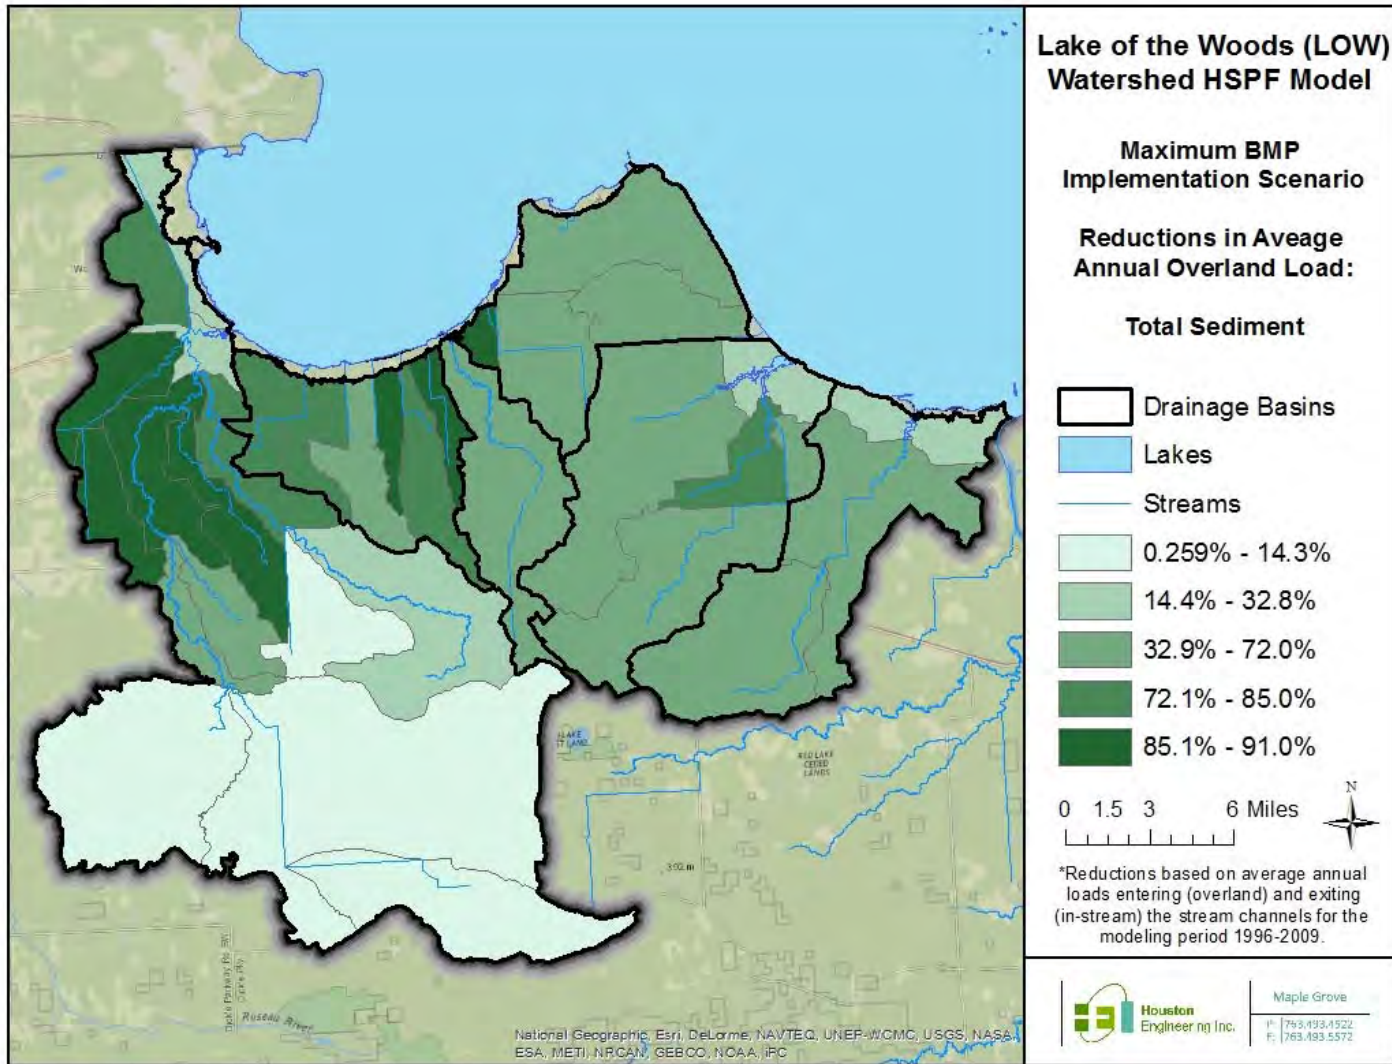 Lake of the Woods (LOW)
Watershed HSPF Model
Maximum BMP
Implementation Scenario
Reductions in Aveage
Annual Overland Load:
Total Sediment
Drainage Basins
Lakes
Streams
0.259% - 14.3%
14.4% - 32.8%
32.9% - 72.0%
72.1% - 85.0%
85.1% - 91.0%
0 1.5 3 6 Miles
N
*Reductions based on average annual
loads entering (overland) and exiting
(in-stream) the stream channels for the
modeling period 1996-2009.
Houston
Engineering Inc.
Maple Grove
P: 763.493.4522
F: 763.493.5572
RED LAKE
CEDED
LANDS
392 m
Roseau River
National Geographic, Esri, DeLorme, NAVTEQ, UNEP-WCMC, USGS, NASA,
ESA, METI, NRCAN, GEBCO, NOAA, iPC